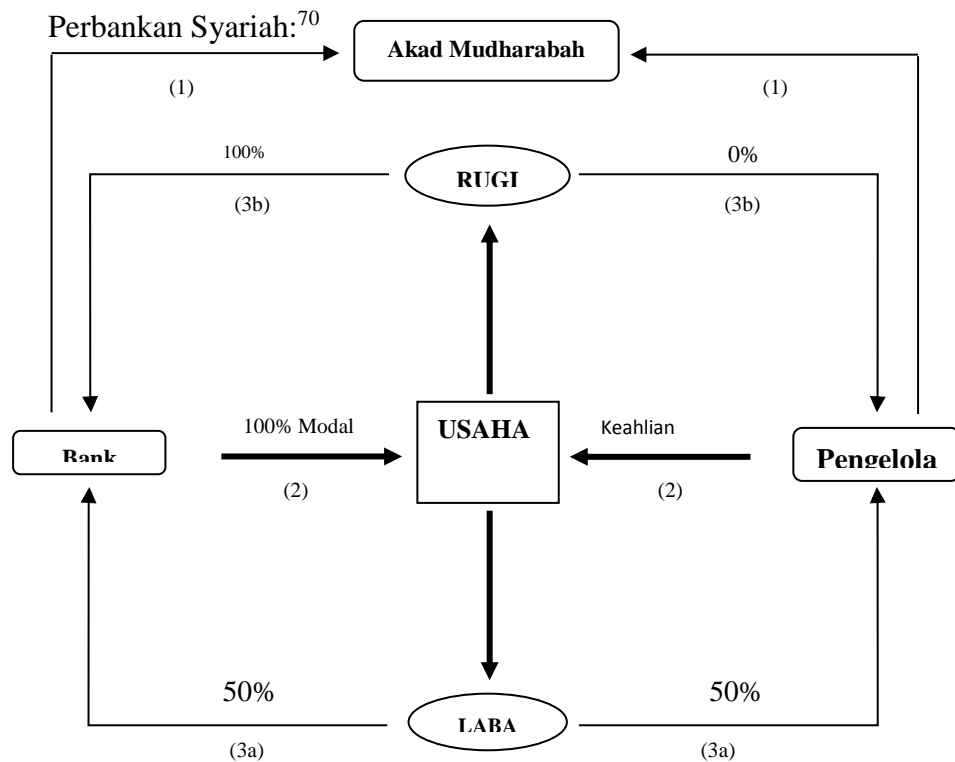 Perbankan Syariah:70
Akad Mudharabah
(1)
(1)
100%
RUGI
0%
(3b)
(3b)
100% Modal
USAHA
Keahlian
Bank
Pengelola
(2)
(2)
50%
50%
LABA
(3a)
(3a)